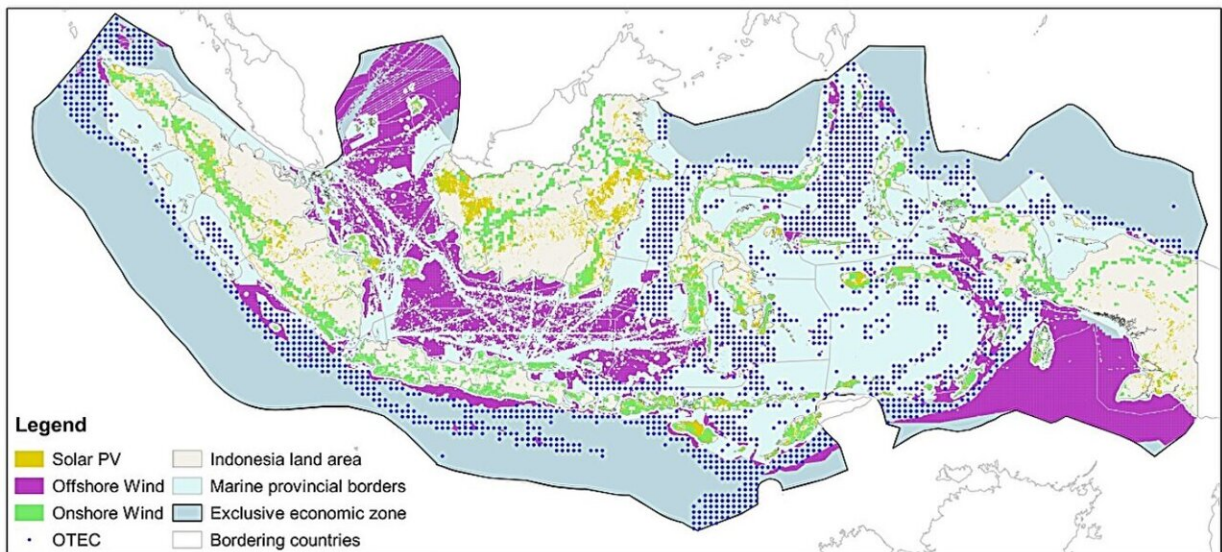 Legend
Solar PV
Offshore Wind
Onshore Wind
OTEC
Indonesia land area
Marine provincial borders
Exclusive economic zone
Bordering countries